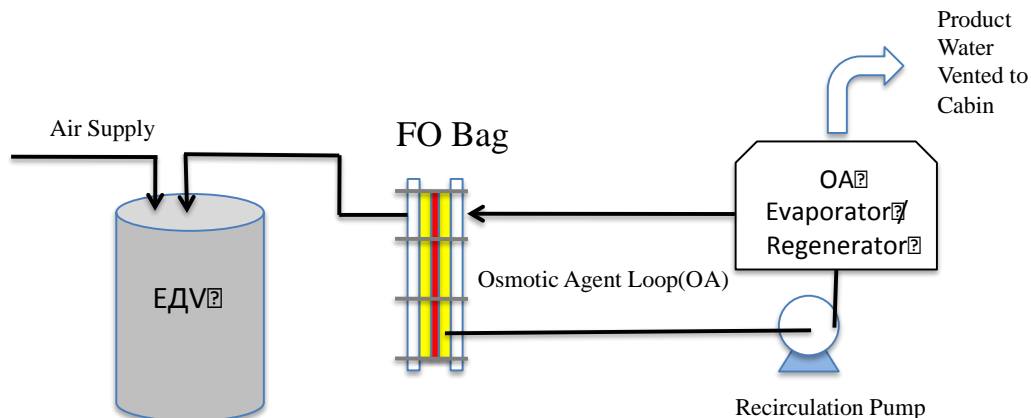 Product
Water
Vented to
Cabin
Air Supply
FO Bag
OA
Evaporator /
Regenerator
Osmotic Agent Loop(OA)
ЕДV
Recirculation Pump